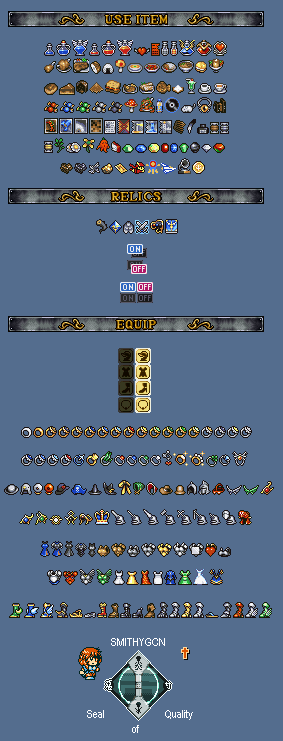 USE ITEM
RELICS
ON
OFF
ON OFF
ON OFF
EQUIP
SMITHYGCN
Seal Quality
of